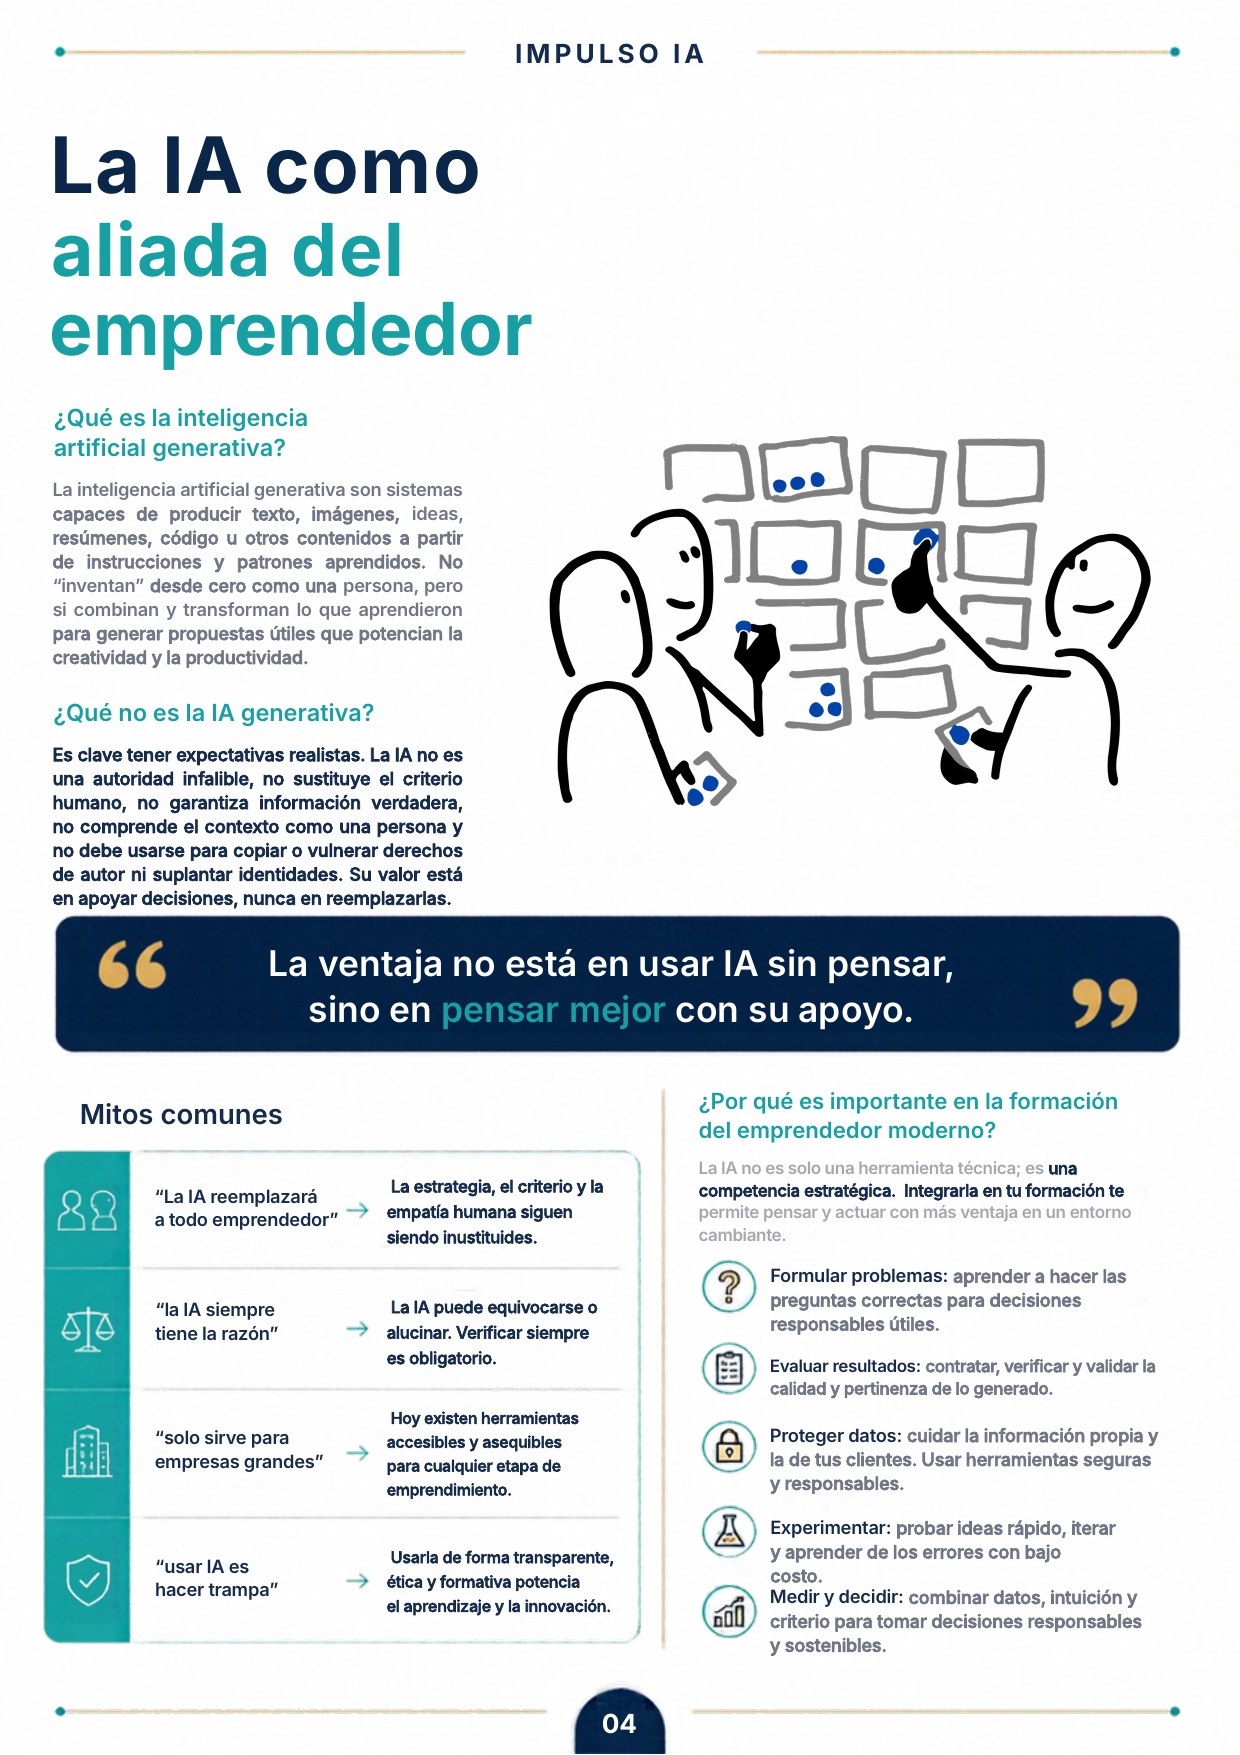 IMPULSO IA
La IA como
aliada del
emprendedor
¿Qué es la inteligencia
artificial generativa?
La inteligencia artificial generativa son sistemas
capaces de producir texto, imágenes, ideas,
resúmenes, código u otros contenidos a partir
de instrucciones y patrones aprendidos. No
“inventan” desde cero como una persona, pero
si combinan y transforman lo que aprendieron
para generar propuestas útiles que potencian la
creatividad y la productividad.
¿Qué no es la IA generativa?
Es clave tener expectativas realistas. La IA no es
una autoridad infalible, no sustituye el criterio
humano, no garantiza información verdadera,
no comprende el contexto como una persona y
no debe usarse para copiar o vulnerar derechos
de autor ni suplantar identidades. Su valor está
en apoyar decisiones, nunca en reemplazarlas.
“
La ventaja no está en usar IA sin pensar,
sino en pensar mejor con su apoyo.
”
Mitos comunes
“La IA reemplazará
a todo emprendedor”
La estrategia, el criterio y la
empatía humana siguen
siendo inustituides.
“la IA siempre
tiene la razón”
La IA puede equivocarse o
alucinar. Verificar siempre
es obligatorio.
“solo sirve para
empresas grandes”
Hoy existen herramientas
accesibles y asequibles
para cualquier etapa de
emprendimiento.
“usar IA es
hacer trampa”
Usarla de forma transparente,
ética y formativa potencia
el aprendizaje y la innovación.
¿Por qué es importante en la formación
del emprendedor moderno?
La IA no es solo una herramienta técnica; es una
competencia estratégica. Integrarla en tu formación te
permite pensar y actuar con más ventaja en un entorno
cambiante.
Formular problemas: aprender a hacer las
preguntas correctas para decisiones
responsables útiles.
Evaluar resultados: contratar, verificar y validar la
calidad y pertinenza de lo generado.
Proteger datos: cuidar la información propia y
la de tus clientes. Usar herramientas seguras
y responsables.
Experimentar: probar ideas rápido, iterar
y aprender de los errores con bajo
costo.
Medir y decidir: combinar datos, intuición y
criterio para tomar decisiones responsables
y sostenibles.
04